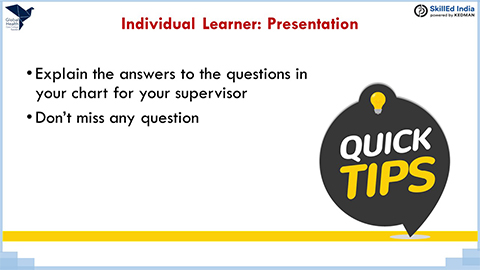 Global
Health
Individual Learner: Presentation
SkillEd India
powered by KEDMAN
• Explain the answers to the questions in
your chart for your supervisor
• Don't miss any question
QUICK
TIPS